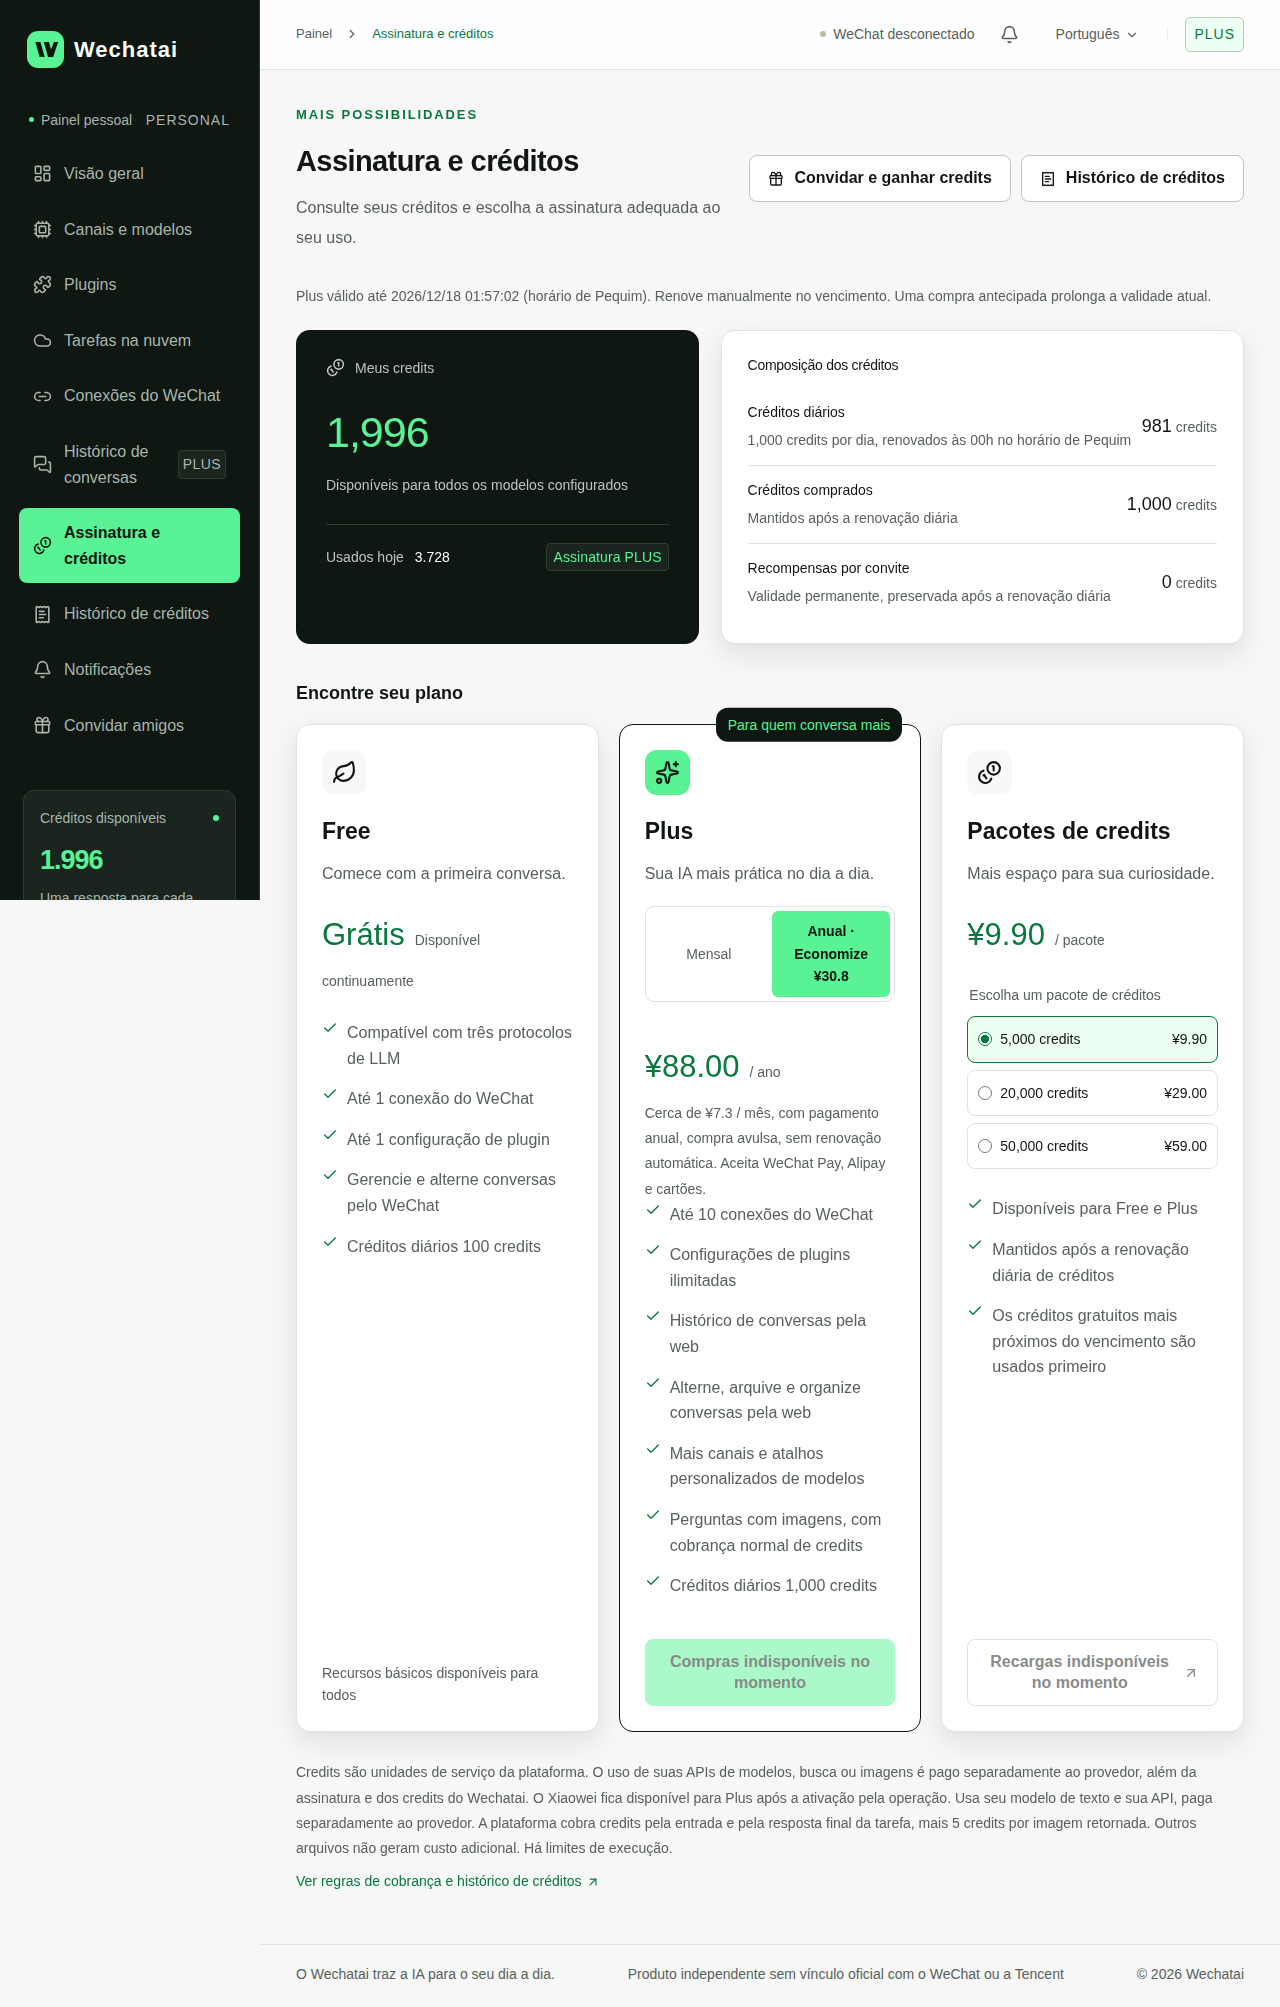 Wechatai
Painel pessoal PERSONAL
Visão geral
Canais e modelos
Plugins
Tarefas na nuvem
Conexões do WeChat
Histórico de
conversas
PLUS
Assinatura e
créditos
Histórico de créditos
Notificações
Convidar amigos
Créditos disponíveis
1.996
Uma resposta para cada
Painel > Assinatura e créditos
WeChat desconectado
Português
PLUS
MAIS POSSIBILIDADES
Assinatura e créditos
Consulte seus créditos e escolha a assinatura adequada ao
seu uso.
Convidar e ganhar credits
Histórico de créditos
Plus válido até 2026/12/18 01:57:02 (horário de Pequim). Renove manualmente no vencimento. Uma compra antecipada prolonga a validade atual.
Meus credits
1,996
Disponíveis para todos os modelos configurados
Usados hoje 3.728
Assinatura PLUS
Composição dos créditos
Créditos diários
1,000 credits por dia, renovados às 00h no horário de Pequim
981 credits
Créditos comprados
Mantidos após a renovação diária
1,000 credits
Recompensas por convite
Validade permanente, preservada após a renovação diária
0 credits
Encontre seu plano
Free
Comece com a primeira conversa.
Grátis Disponível
continuamente
Compatível com três protocolos
de LLM
Até 1 conexão do WeChat
Até 1 configuração de plugin
Gerencie e alterne conversas
pelo WeChat
Créditos diários 100 credits
Recursos básicos disponíveis para
todos
Para quem conversa mais
Plus
Sua IA mais prática no dia a dia.
Mensal
Anual ·
Economize
¥30.8
¥88.00 / ano
Cerca de ¥7.3 / mês, com pagamento
anual, compra avulsa, sem renovação
automática. Aceita WeChat Pay, Alipay
e cartões.
Até 10 conexões do WeChat
Configurações de plugins
ilimitadas
Histórico de conversas pela
web
Alterne, arquive e organize
conversas pela web
Mais canais e atalhos
personalizados de modelos
Perguntas com imagens, com
cobrança normal de credits
Créditos diários 1,000 credits
Compras indisponíveis no
momento
Pacotes de credits
Mais espaço para sua curiosidade.
¥9.90 / pacote
Escolha um pacote de créditos
5,000 credits ¥9.90
20,000 credits ¥29.00
50,000 credits ¥59.00
Disponíveis para Free e Plus
Mantidos após a renovação
diária de créditos
Os créditos gratuitos mais
próximos do vencimento são
usados primeiro
Recargas indisponíveis
no momento
Credits são unidades de serviço da plataforma. O uso de suas APIs de modelos, busca ou imagens é pago separadamente ao provedor, além da
assinatura e dos credits do Wechatai. O Xiaowei fica disponível para Plus após a ativação pela operação. Usa seu modelo de texto e sua API, paga
separadamente ao provedor. A plataforma cobra credits pela entrada e pela resposta final da tarefa, mais 5 credits por imagem retornada. Outros
arquivos não geram custo adicional. Há limites de execução.
Ver regras de cobrança e histórico de créditos
O Wechatai traz a IA para o seu dia a dia.
Produto independente sem vínculo oficial com o WeChat ou a Tencent
© 2026 Wechatai